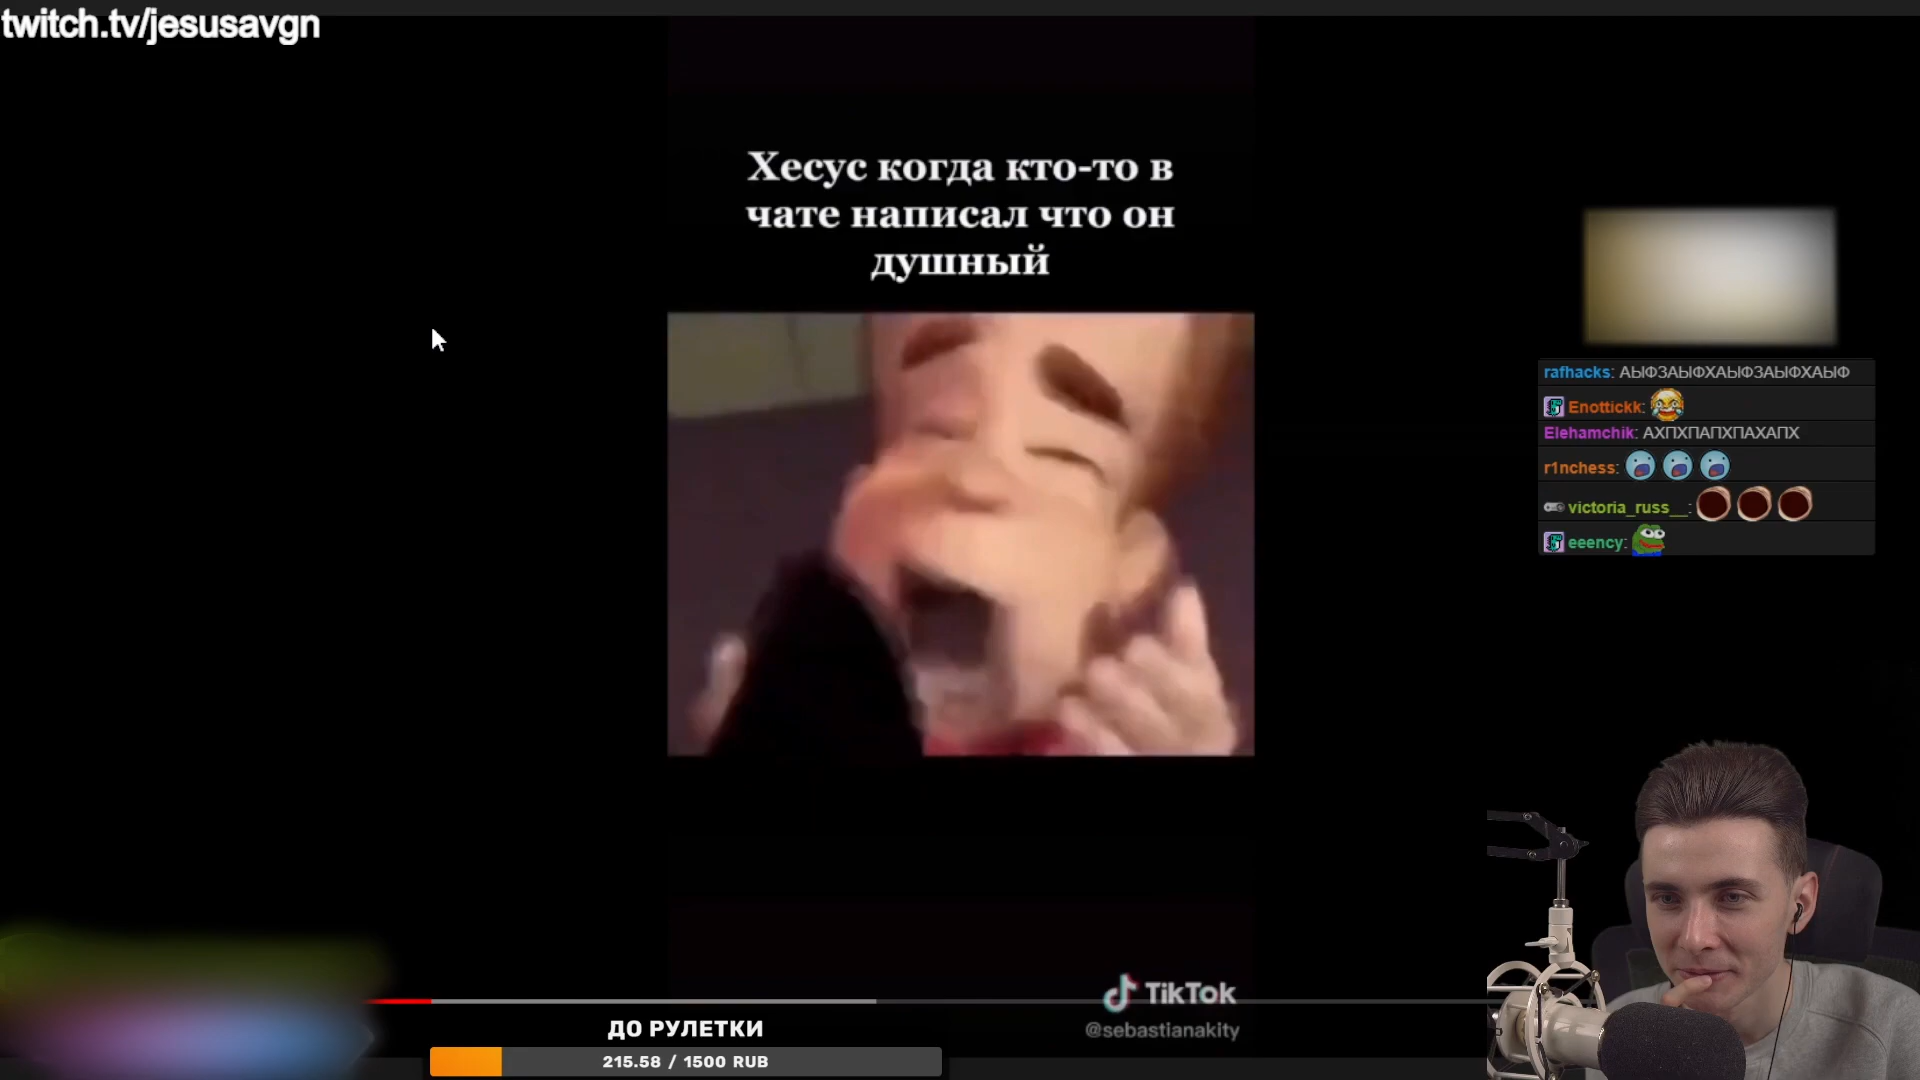 twitch.tv/jesusavgn
Хесус когда кто-то в
чате написал что он
душный
rafhacks: АЫФЗАЫФХАЫФЗАЫФХАЫФ
Enottickk:
Elehamchik: АХПХПАПХПАХАПХ
r1nchess:
victoria_russ__:
eeency:
TikTok
@sebastianakity
ДО РУЛЕТКИ
215.58 / 1500 RUB